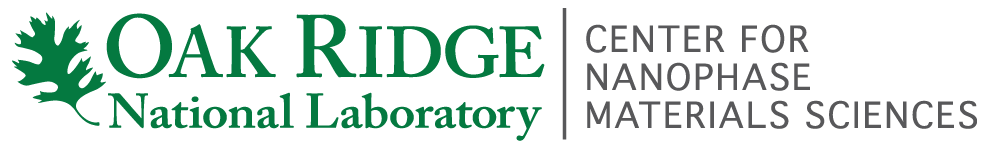 OAK RIDGE
National Laboratory
CENTER FOR
NANOPHASE
MATERIALS SCIENCES